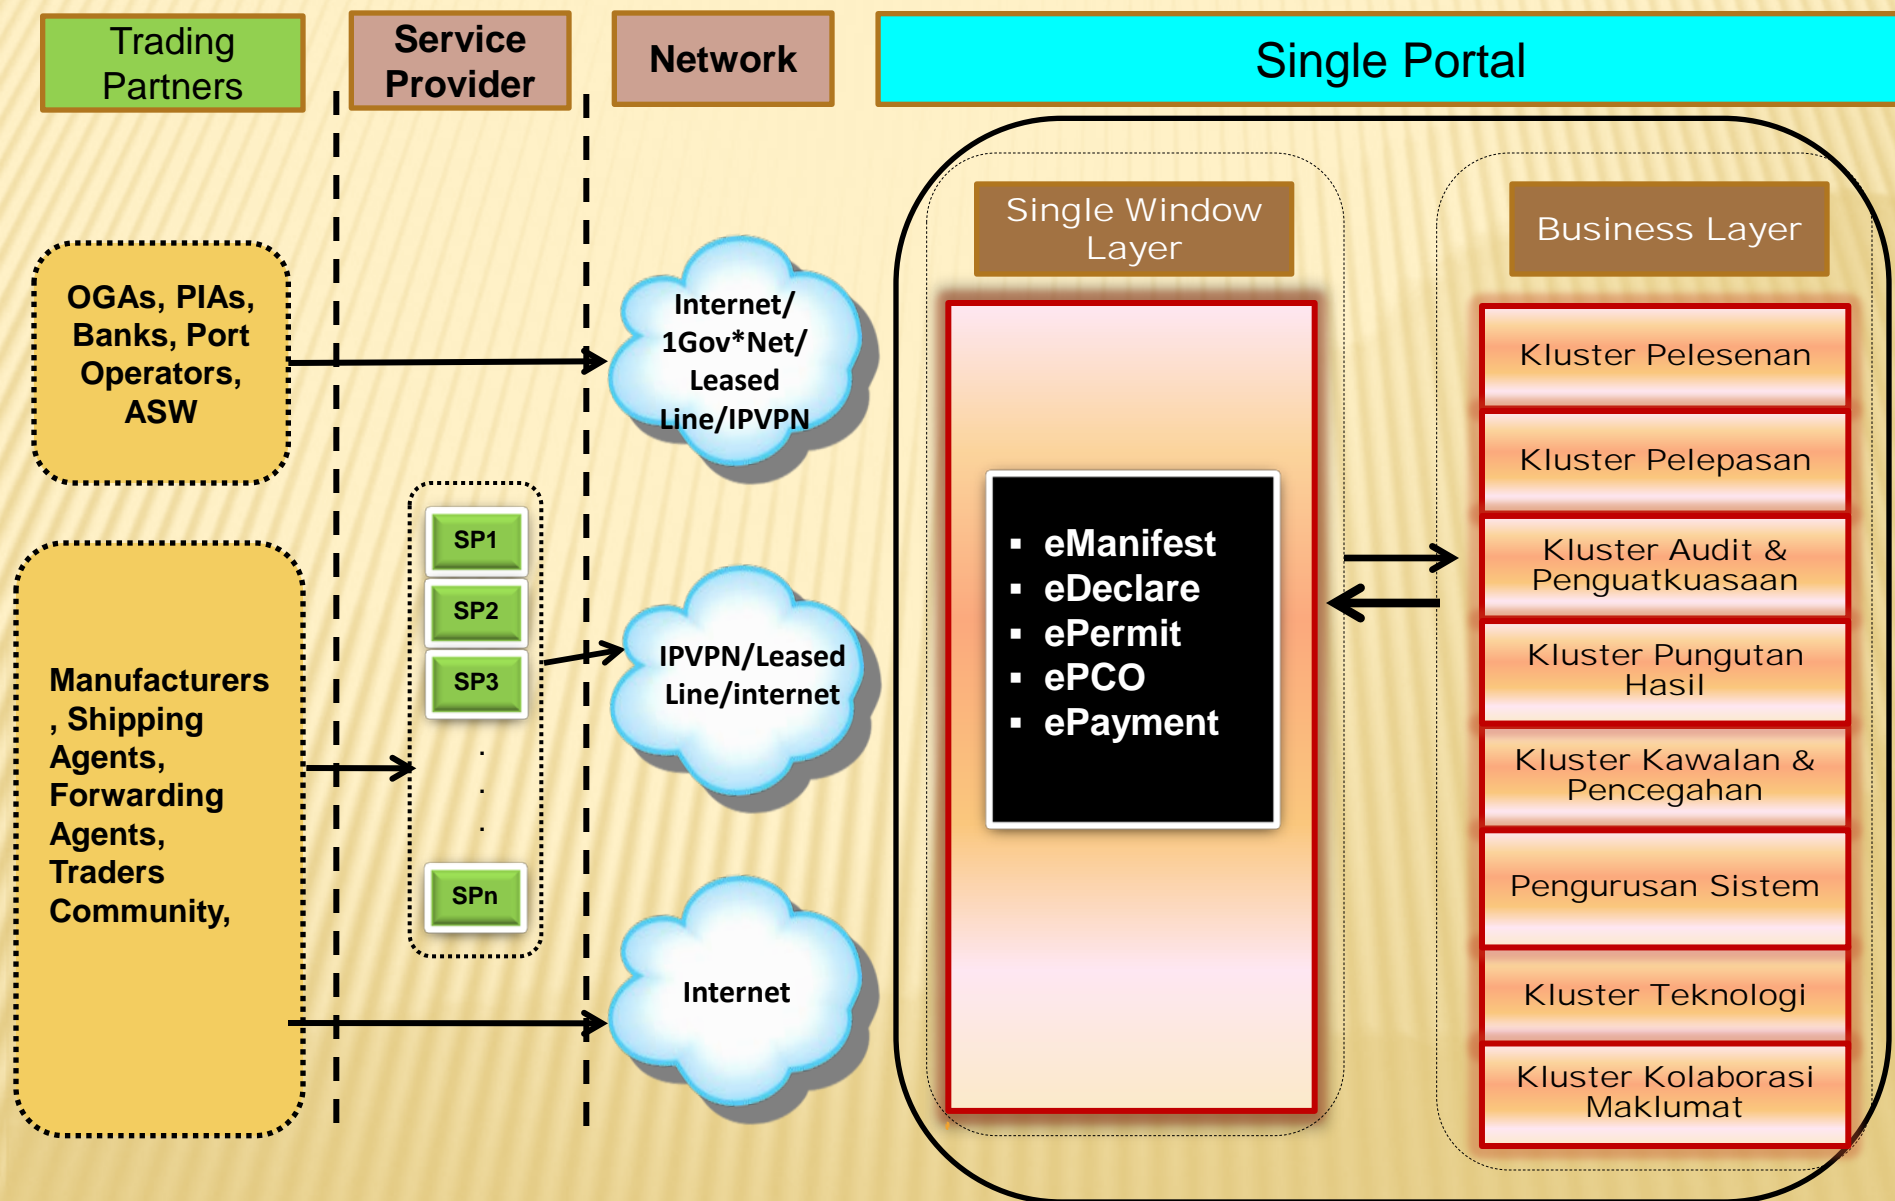 Trading
Partners
Service
Provider
Network
Single Portal
OGAs, PIAs,
Banks, Port
Operators,
ASW
Manufacturers
, Shipping
Agents,
Forwarding
Agents,
Traders
Community,
SP1
SP2
SP3
.
.
.
SPn
Internet/
1Gov*Net/
Leased
Line/IPVPN
IPVPN/Leased
Line/internet
Internet
Single Window
Layer
▪ eManifest
▪ eDeclare
▪ ePermit
▪ ePCO
▪ ePayment
Business Layer
Kluster Pelesenan
Kluster Pelepasan
Kluster Audit &
Penguatkuasaan
Kluster Pungutan
Hasil
Kluster Kawalan &
Pencegahan
Pengurusan Sistem
Kluster Teknologi
Kluster Kolaborasi
Maklumat